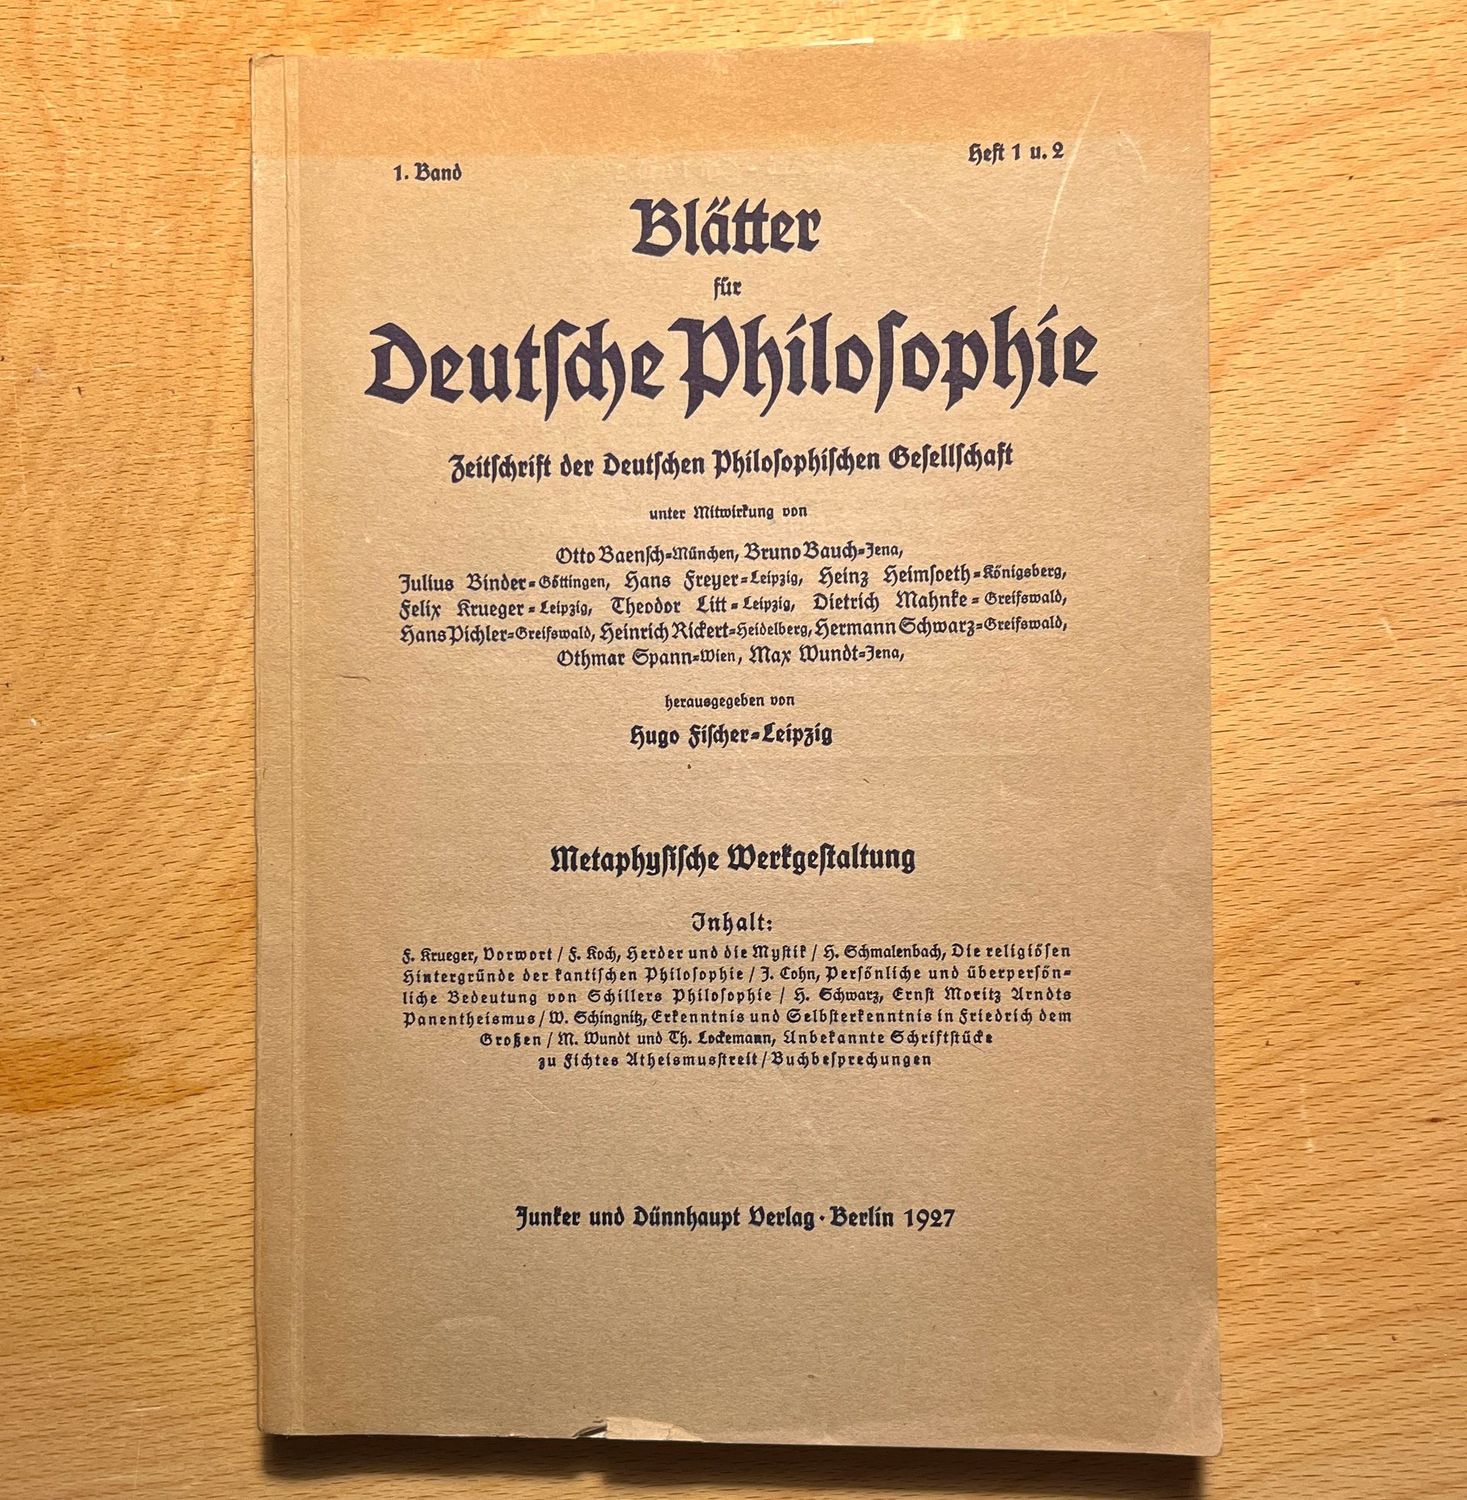 1. Band
Heft 1 u. 2
Blätter
für
Deutsche Philosophie
Zeitschrift der Deutschen Philosophischen Gesellschaft
unter Mitwirkung von
Otto Baensch-München, Bruno Bauch-Jena,
Julius Binder-Göttingen, Hans Freyer-Leipzig, Heinz Heimsoeth-Königsberg,
Felix Krueger-Leipzig, Theodor Litt-Leipzig, Dietrich Mahnke-Greifswald,
Hans Pichler-Greifswald, Heinrich Rickert-Heidelberg, Hermann Schwarz-Greifswald,
Othmar Spann-Wien, Max Wundt-Jena,
herausgegeben von
Hugo Fischer-Leipzig
Metaphysische Werkgestaltung
Inhalt:
F. Krueger, Vorwort / F. Koch, Herder und die Mystik / H. Schmalenbach, Die religiösen
Hintergründe der kantischen Philosophie / J. Cohn, Persönliche und überpersön-
liche Bedeutung von Schillers Philosophie / H. Schwarz, Ernst Moritz Arndts
Panentheismus / W. Schingnitz, Erkenntnis und Selbsterkenntnis in Friedrich dem
Großen / M. Wundt und Th. Lockemann, Unbekannte Schriftstücke
zu Fichtes Atheismusstreit / Buchbesprechungen
Junker und Dünnhaupt Verlag · Berlin 1927